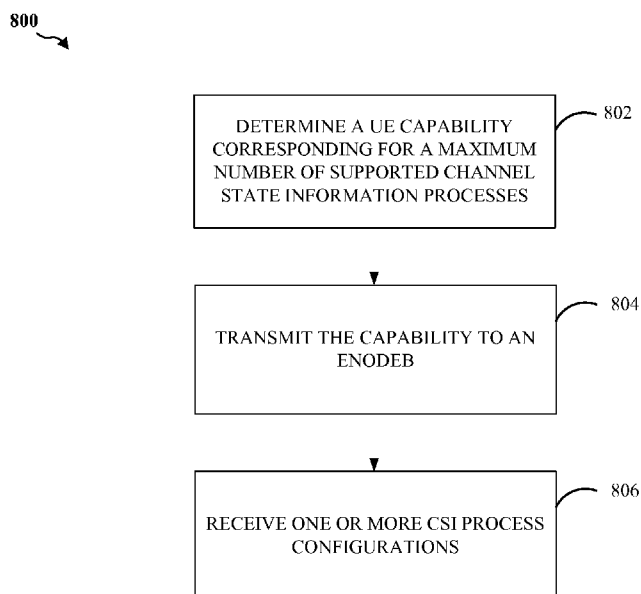 800
802
DETERMINE A UE CAPABILITY
CORRESPONDING FOR A MAXIMUM
NUMBER OF SUPPORTED CHANNEL
STATE INFORMATION PROCESSES
804
TRANSMIT THE CAPABILITY TO AN
ENODEB
806
RECEIVE ONE OR MORE CSI PROCESS
CONFIGURATIONS